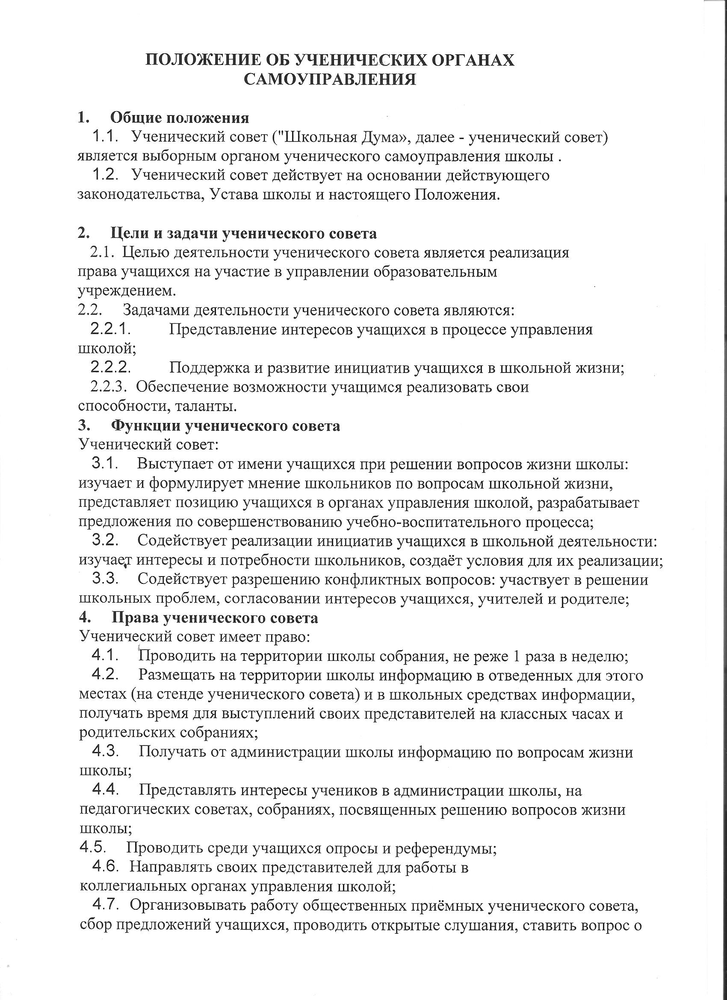 ПОЛОЖЕНИЕ ОБ УЧЕНИЧЕСКИХ ОРГАНАХ
САМОУПРАВЛЕНИЯ
1. Общие положения
1.1. Ученический совет ("Школьная Дума», далее - ученический совет)
является выборным органом ученического самоуправления школы .
1.2. Ученический совет действует на основании действующего
законодательства, Устава школы и настоящего Положения.
2. Цели и задачи ученического совета
2.1. Целью деятельности ученического совета является реализация
права учащихся на участие в управлении образовательным
учреждением.
2.2. Задачами деятельности ученического совета являются:
2.2.1. Представление интересов учащихся в процессе управления
школой;
2.2.2. Поддержка и развитие инициатив учащихся в школьной жизни;
2.2.3. Обеспечение возможности учащимся реализовать свои
способности, таланты.
3. Функции ученического совета
Ученический совет:
3.1. Выступает от имени учащихся при решении вопросов жизни школы:
изучает и формулирует мнение школьников по вопросам школьной жизни,
представляет позицию учащихся в органах управления школой, разрабатывает
предложения по совершенствованию учебно-воспитательного процесса;
3.2. Содействует реализации инициатив учащихся в школьной деятельности:
изучает интересы и потребности школьников, создаёт условия для их реализации;
3.3. Содействует разрешению конфликтных вопросов: участвует в решении
школьных проблем, согласовании интересов учащихся, учителей и родителе;
4. Права ученического совета
Ученический совет имеет право:
4.1. Проводить на территории школы собрания, не реже 1 раза в неделю;
4.2. Размещать на территории школы информацию в отведенных для этого
местах (на стенде ученического совета) и в школьных средствах информации,
получать время для выступлений своих представителей на классных часах и
родительских собраниях;
4.3. Получать от администрации школы информацию по вопросам жизни
школы;
4.4. Представлять интересы учеников в администрации школы, на
педагогических советах, собраниях, посвященных решению вопросов жизни
школы;
4.5. Проводить среди учащихся опросы и референдумы;
4.6. Направлять своих представителей для работы в
коллегиальных органах управления школой;
4.7. Организовывать работу общественных приёмных ученического совета,
сбор предложений учащихся, проводить открытые слушания, ставить вопрос о